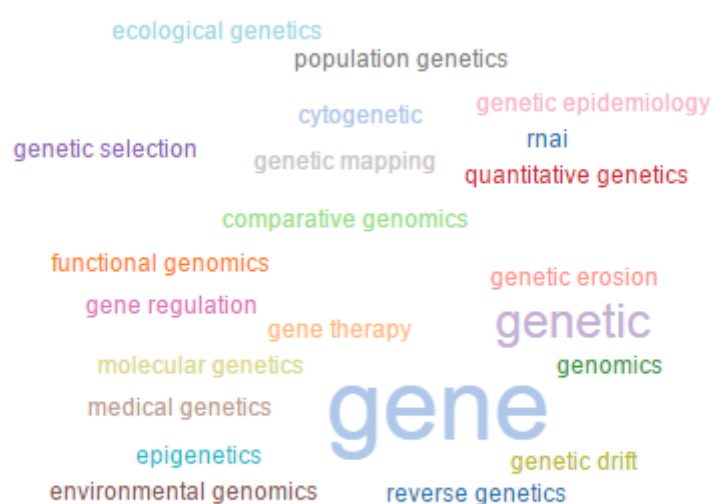 ecological genetics
population genetics
cytogenetic
genetic epidemiology
rnai
genetic selection
genetic mapping
quantitative genetics
comparative genomics
functional genomics
genetic erosion
gene regulation
genetic
gene therapy
molecular genetics
genomics
medical genetics
gene
epigenetics
genetic drift
environmental genomics
reverse genetics